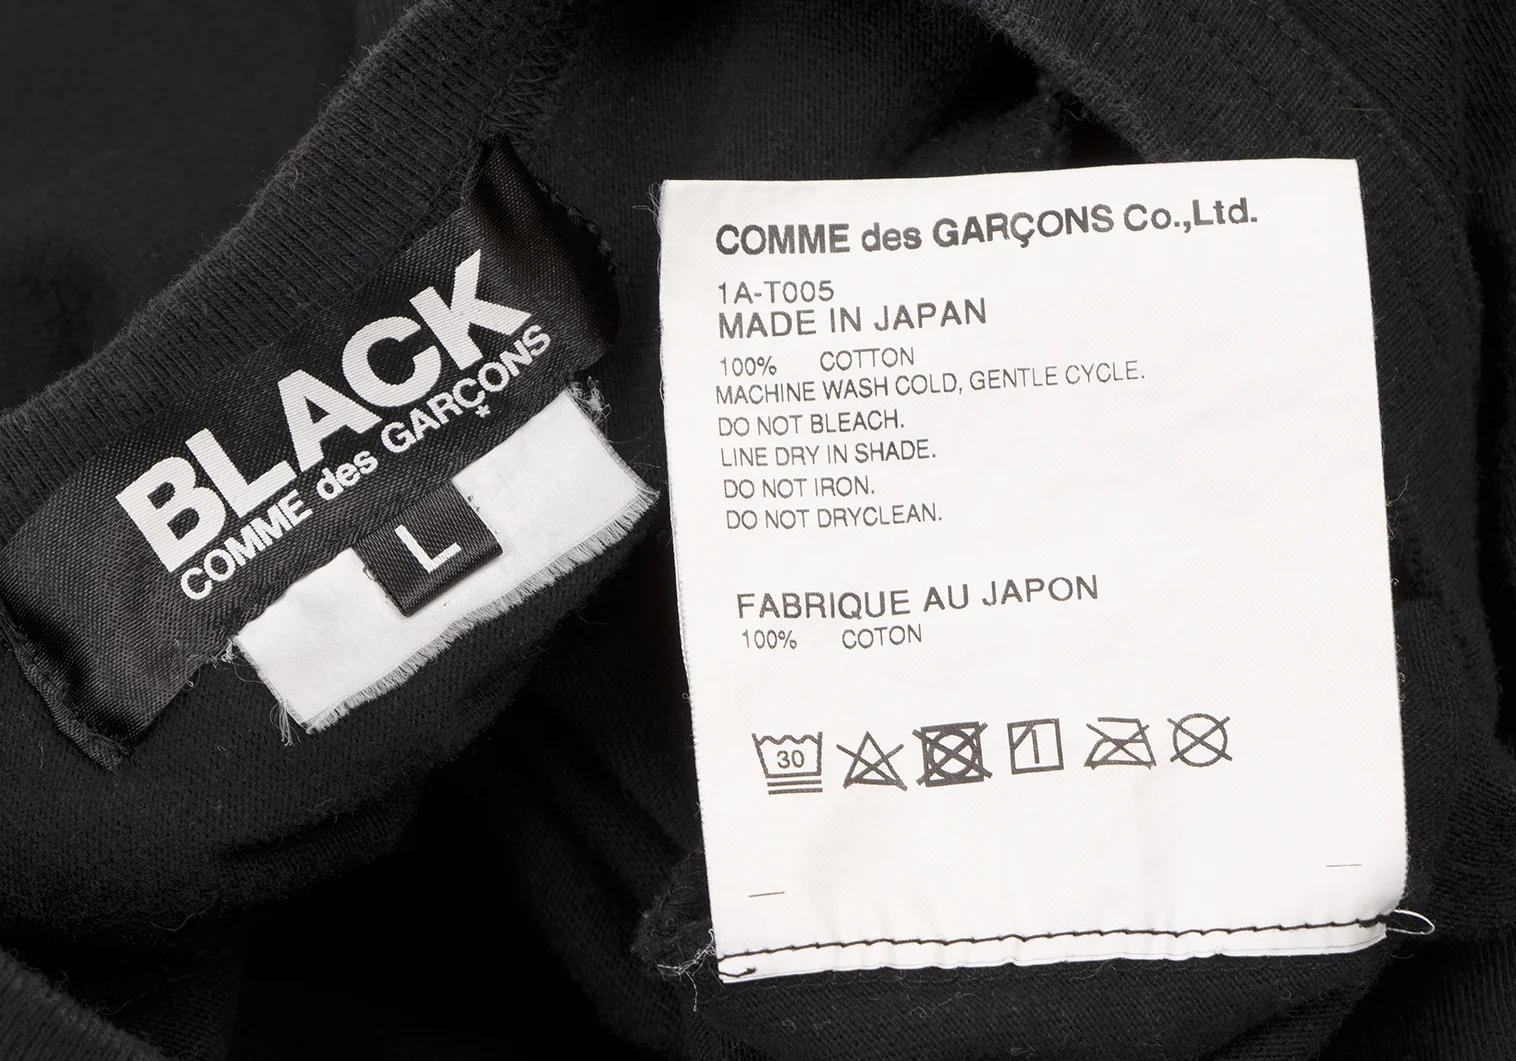 BLACK
COMME des GARÇONS
L
COMME des GARÇONS Co.,Ltd.
1A-T005
MADE IN JAPAN
100% COTTON
MACHINE WASH COLD, GENTLE CYCLE.
DO NOT BLEACH.
LINE DRY IN SHADE.
DO NOT IRON.
DO NOT DRYCLEAN.
FABRIQUE AU JAPON
100% COTON
30